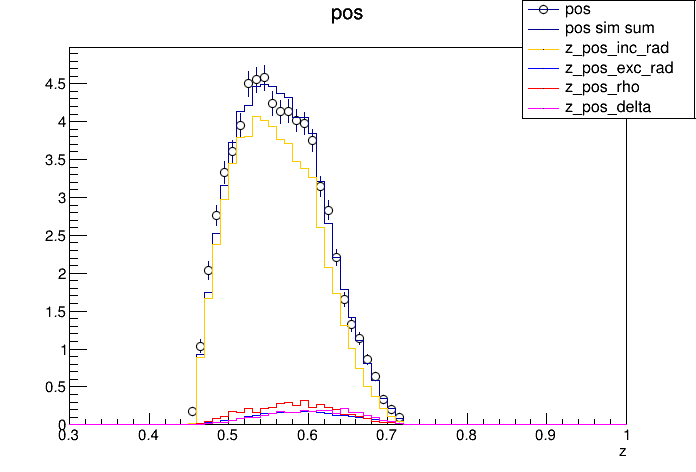 pos
pos
pos sim sum
z_pos_inc_rad
z_pos_exc_rad
z_pos_rho
z_pos_delta
4.5
4
3.5
3
2.5
2
1.5
1
0.5
0
0.3 0.4 0.5 0.6 0.7 0.8 0.9 1
z